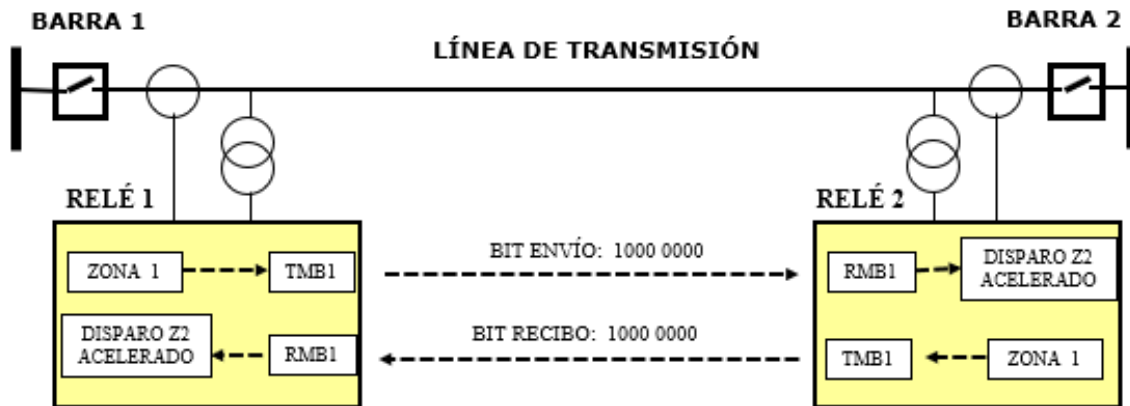 BARRA 1
BARRA 2
LÍNEA DE TRANSMISIÓN
RELÉ 1
RELÉ 2
ZONA 1
TMB1
BIT ENVÍO: 1000 0000
RMB1
DISPARO Z2
ACELERADO
DISPARO Z2
ACELERADO
RMB1
BIT RECIBO: 1000 0000
TMB1
ZONA 1